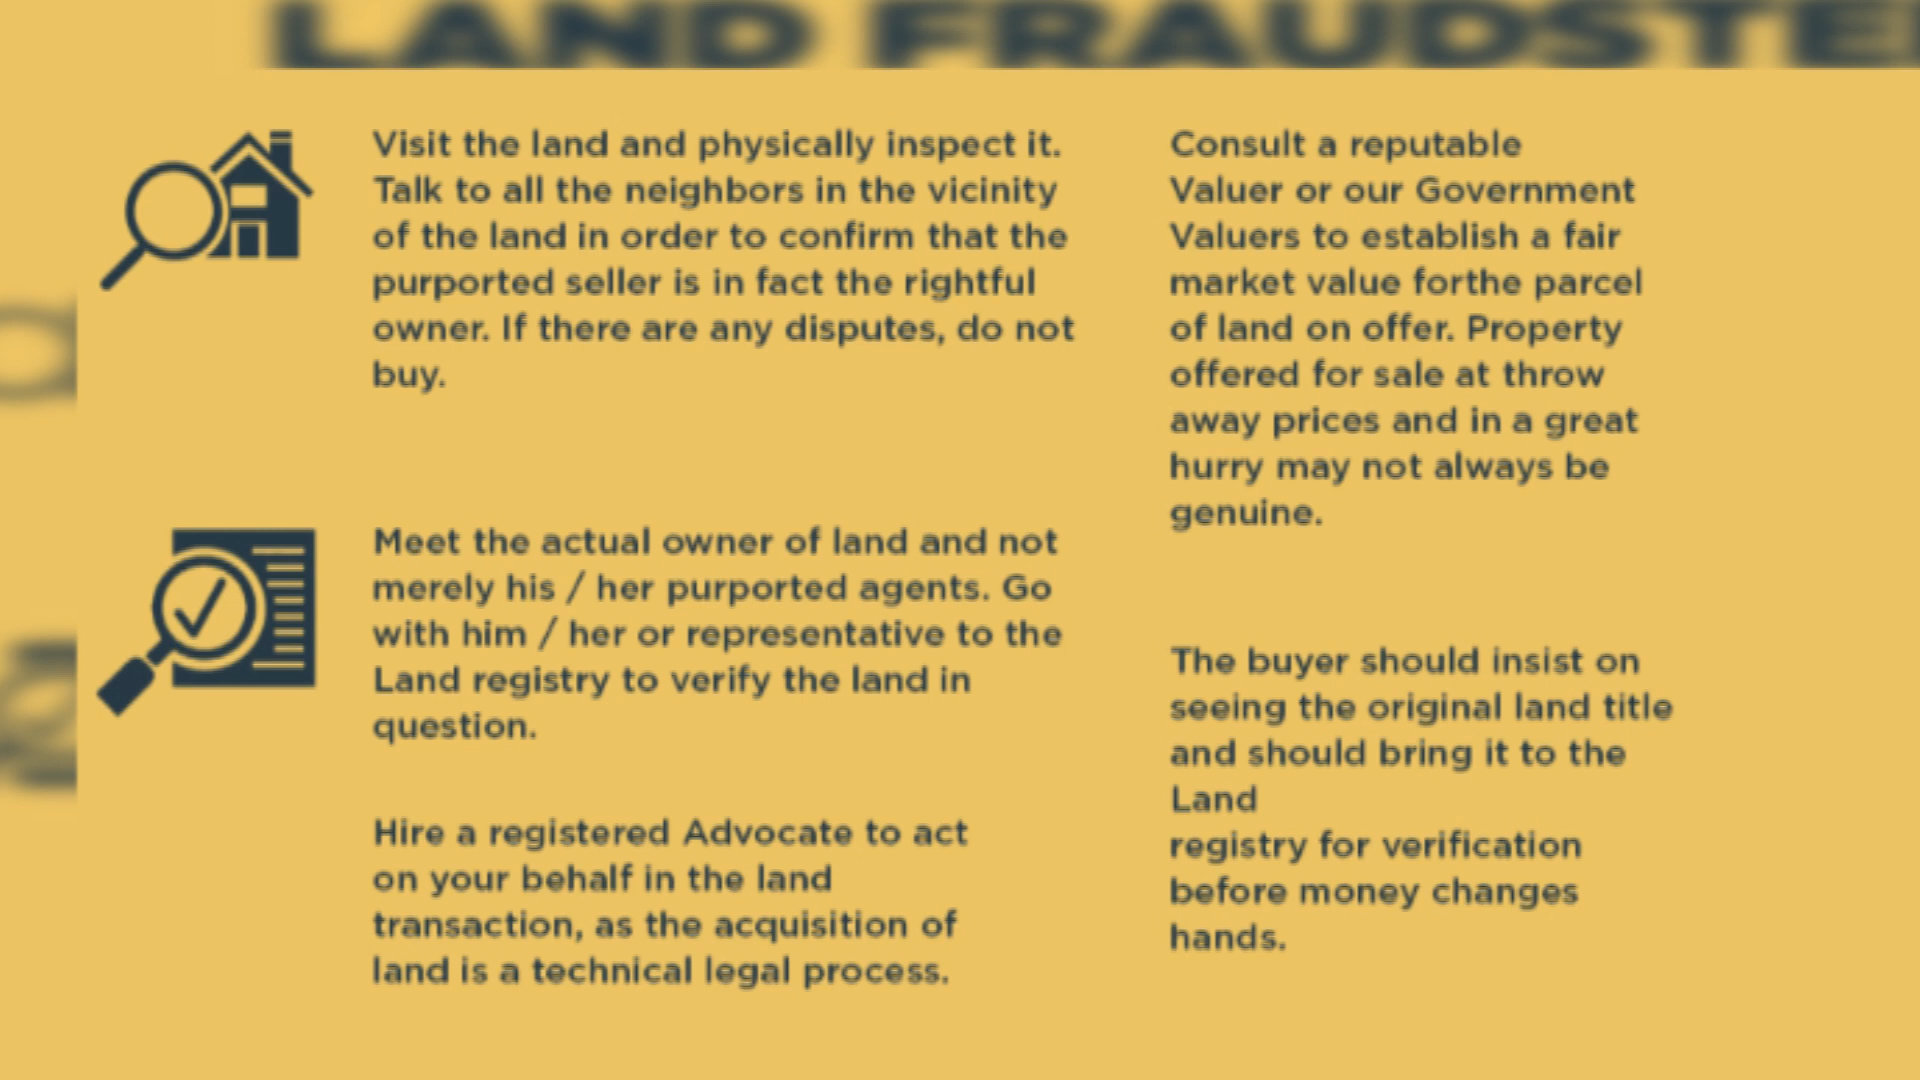 LAND FRAUDSTE
Visit the land and physically inspect it.
Talk to all the neighbors in the vicinity
of the land in order to confirm that the
purported seller is in fact the rightful
owner. If there are any disputes, do not
buy.
Meet the actual owner of land and not
merely his / her purported agents. Go
with him / her or representative to the
Land registry to verify the land in
question.
Hire a registered Advocate to act
on your behalf in the land
transaction, as the acquisition of
land is a technical legal process.
Consult a reputable
Valuer or our Government
Valuers to establish a fair
market value forthe parcel
of land on offer. Property
offered for sale at throw
away prices and in a great
hurry may not always be
genuine.
The buyer should insist on
seeing the original land title
and should bring it to the
Land
registry for verification
before money changes
hands.